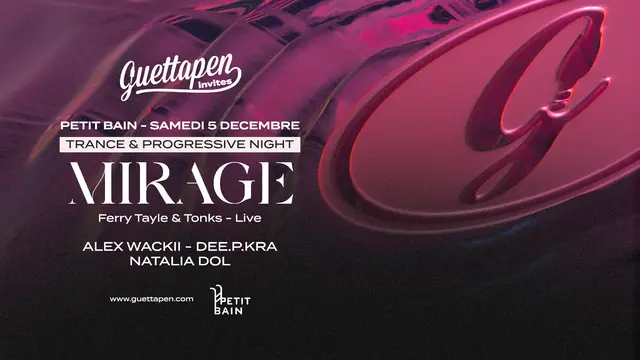 Guettapen
invites
PETIT BAIN - SAMEDI 5 DECEMBRE
TRANCE & PROGRESSIVE NIGHT
MIRAGE
Ferry Tayle & Tonks - Live
ALEX WACKII - DEE.P.KRA
NATALIA DOL
www.guettapen.com
PETIT
BAIN
G